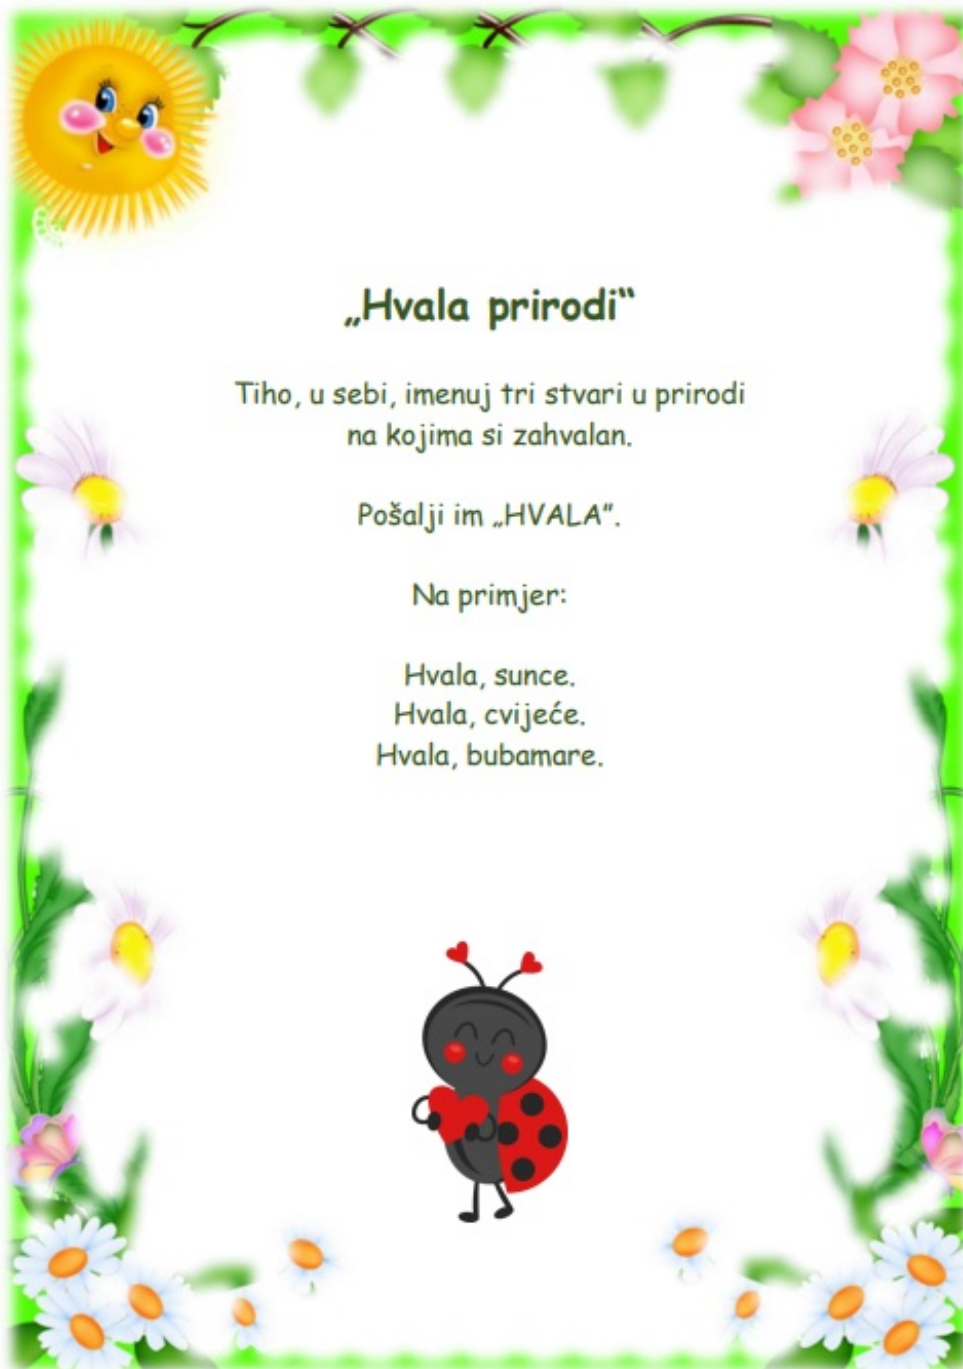 „Hvala prirodi“
Tiho, u sebi, imenuj tri stvari u prirodi
na kojima si zahvalan.
Pošalji im „HVALA”.
Na primjer:
Hvala, sunce.
Hvala, cvijeće.
Hvala, bubamare.